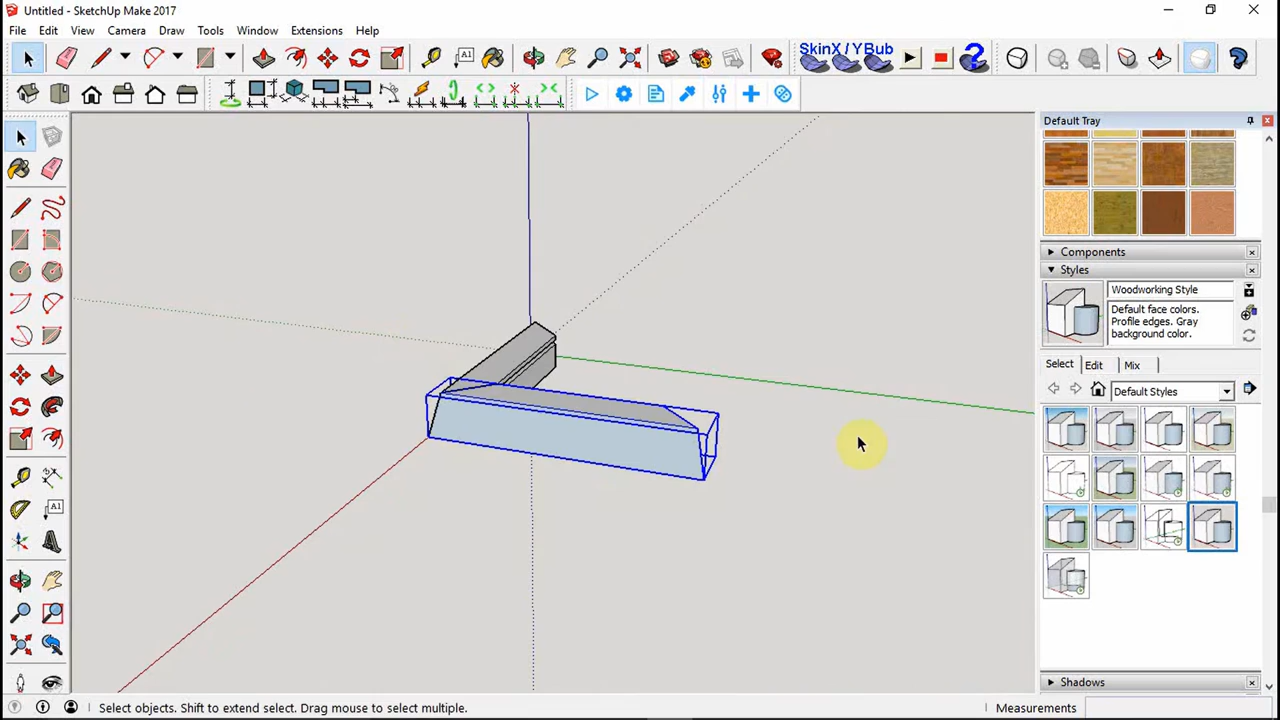 Untitled - SketchUp Make 2017
File Edit View Camera Draw Tools Window Extensions Help
SkinX / YBub
A1
Default Tray
Components
Styles
Woodworking Style
Default face colors.
Profile edges. Gray
background color.
Select Edit Mix
Default Styles
A1
Shadows
Select objects. Shift to extend select. Drag mouse to select multiple.
Measurements